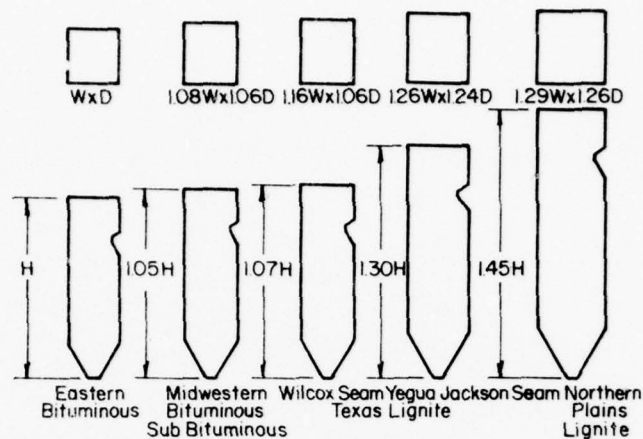 WxD 1.08Wx1.06D 1.16Wx1.06D 1.26Wx1.24D 1.29Wx1.26D
H 1.05H 1.07H 1.30H 1.45H
Eastern Midwestern Wilcox Seam Yegua Jackson Seam Northern
Bituminous Bituminous Texas Lignite Plains
Sub Bituminous Lignite